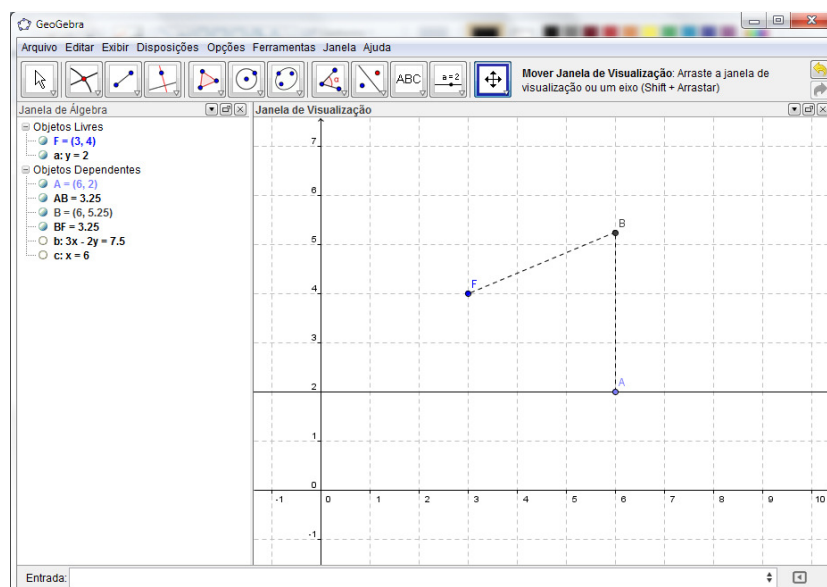 GeoGebra
Arquivo Editar Exibir Disposições Opções Ferramentas Janela Ajuda
ABC
a=2
α
Mover Janela de Visualização: Arraste a janela de
visualização ou um eixo (Shift + Arrastar)
Janela de Álgebra
Objetos Livres
F = (3, 4)
a: y = 2
Objetos Dependentes
A = (6, 2)
AB = 3.25
B = (6, 5.25)
BF = 3.25
b: 3x - 2y = 7.5
c: x = 6
Janela de Visualização
7
6
5
4
3
2
1
0
-1
B
F
A
-1 0 1 2 3 4 5 6 7 8 9 10
Entrada: